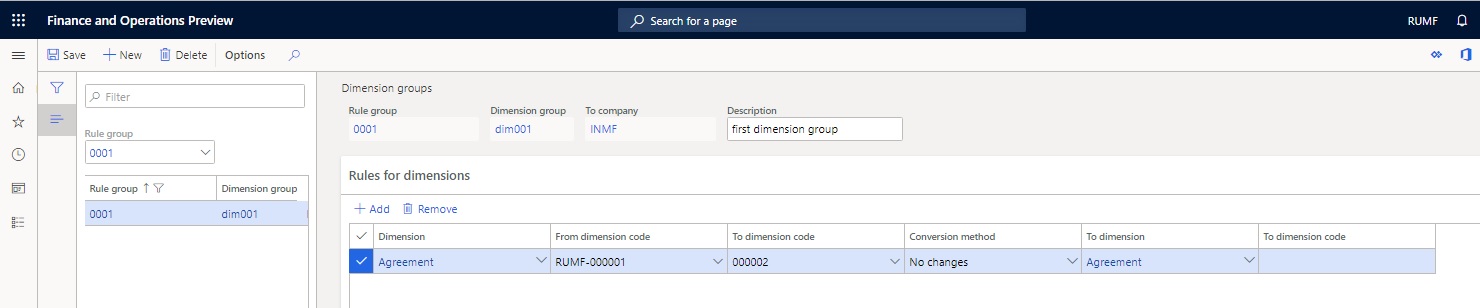 Finance and Operations Preview
Search for a page
RUMF
Save
New
Delete
Options
Filter
Rule group
0001
Rule group
Dimension group
0001
dim001
Dimension groups
Rule group
Dimension group
To company
Description
0001
dim001
INMF
first dimension group
Rules for dimensions
Add
Remove
Dimension
From dimension code
To dimension code
Conversion method
To dimension
To dimension code
Agreement
RUMF-000001
000002
No changes
Agreement